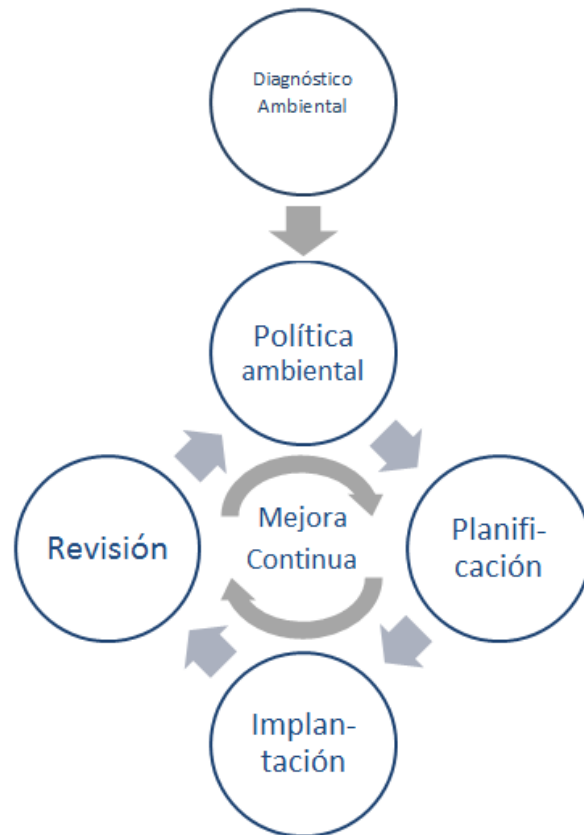 Diagnóstico
Ambiental
Política
ambiental
Revisión
Mejora
Continua
Planifi-
cación
Implan-
tación